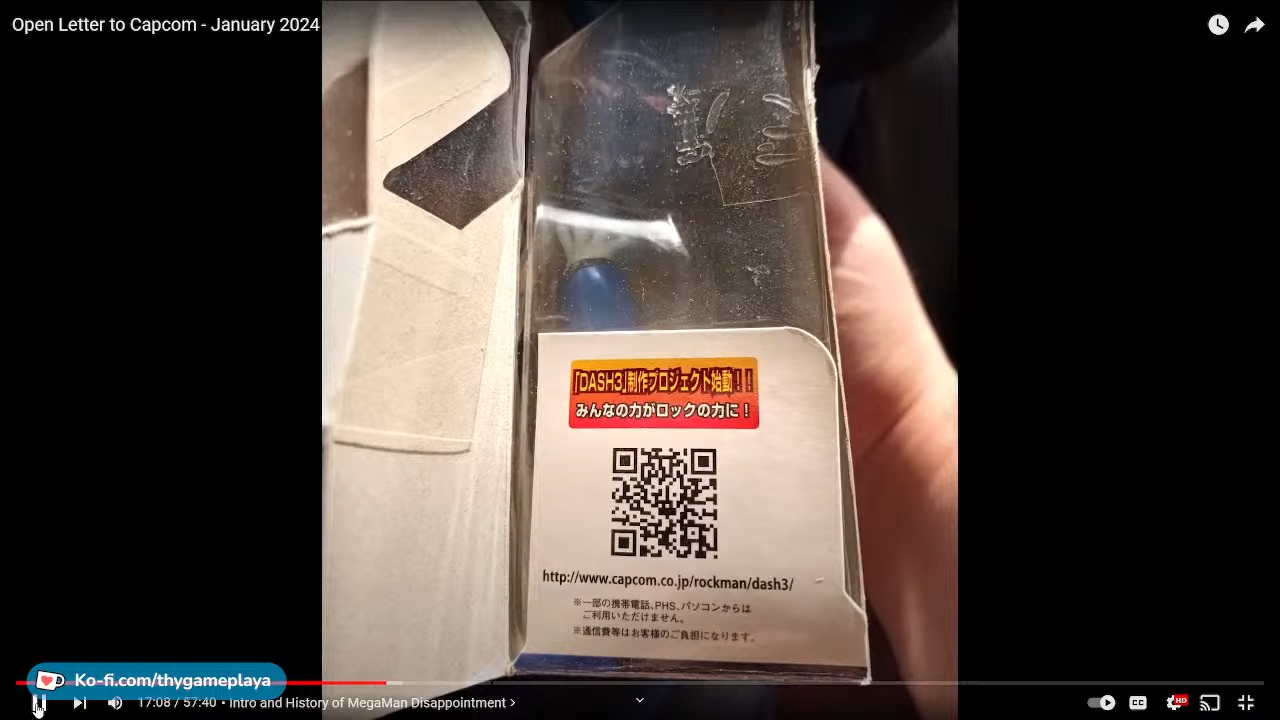 Open Letter to Capcom - January 2024
「DASH3」制作プロジェクト始動！！
みんなの力がロックの力に！
http://www.capcom.co.jp/rockman/dash3/
※一部の携帯電話、PHS、パソコンからは
ご利用いただけません。
※通信費等はお客様のご負担になります。
Ko-fi.com/thygameplaya
17:08 / 57:40 • Intro and History of MegaMan Disappointment >
CC
HD